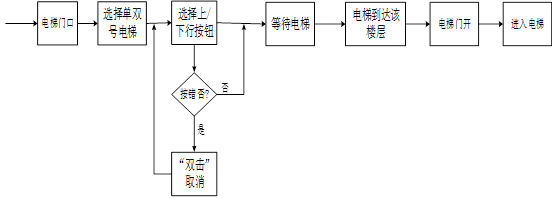 电梯门口
选择单双
号电梯
选择上/
下行按钮
等待电梯
电梯到达该
楼层
电梯门开
进入电梯
按错否?
否
是
“双击”
取消